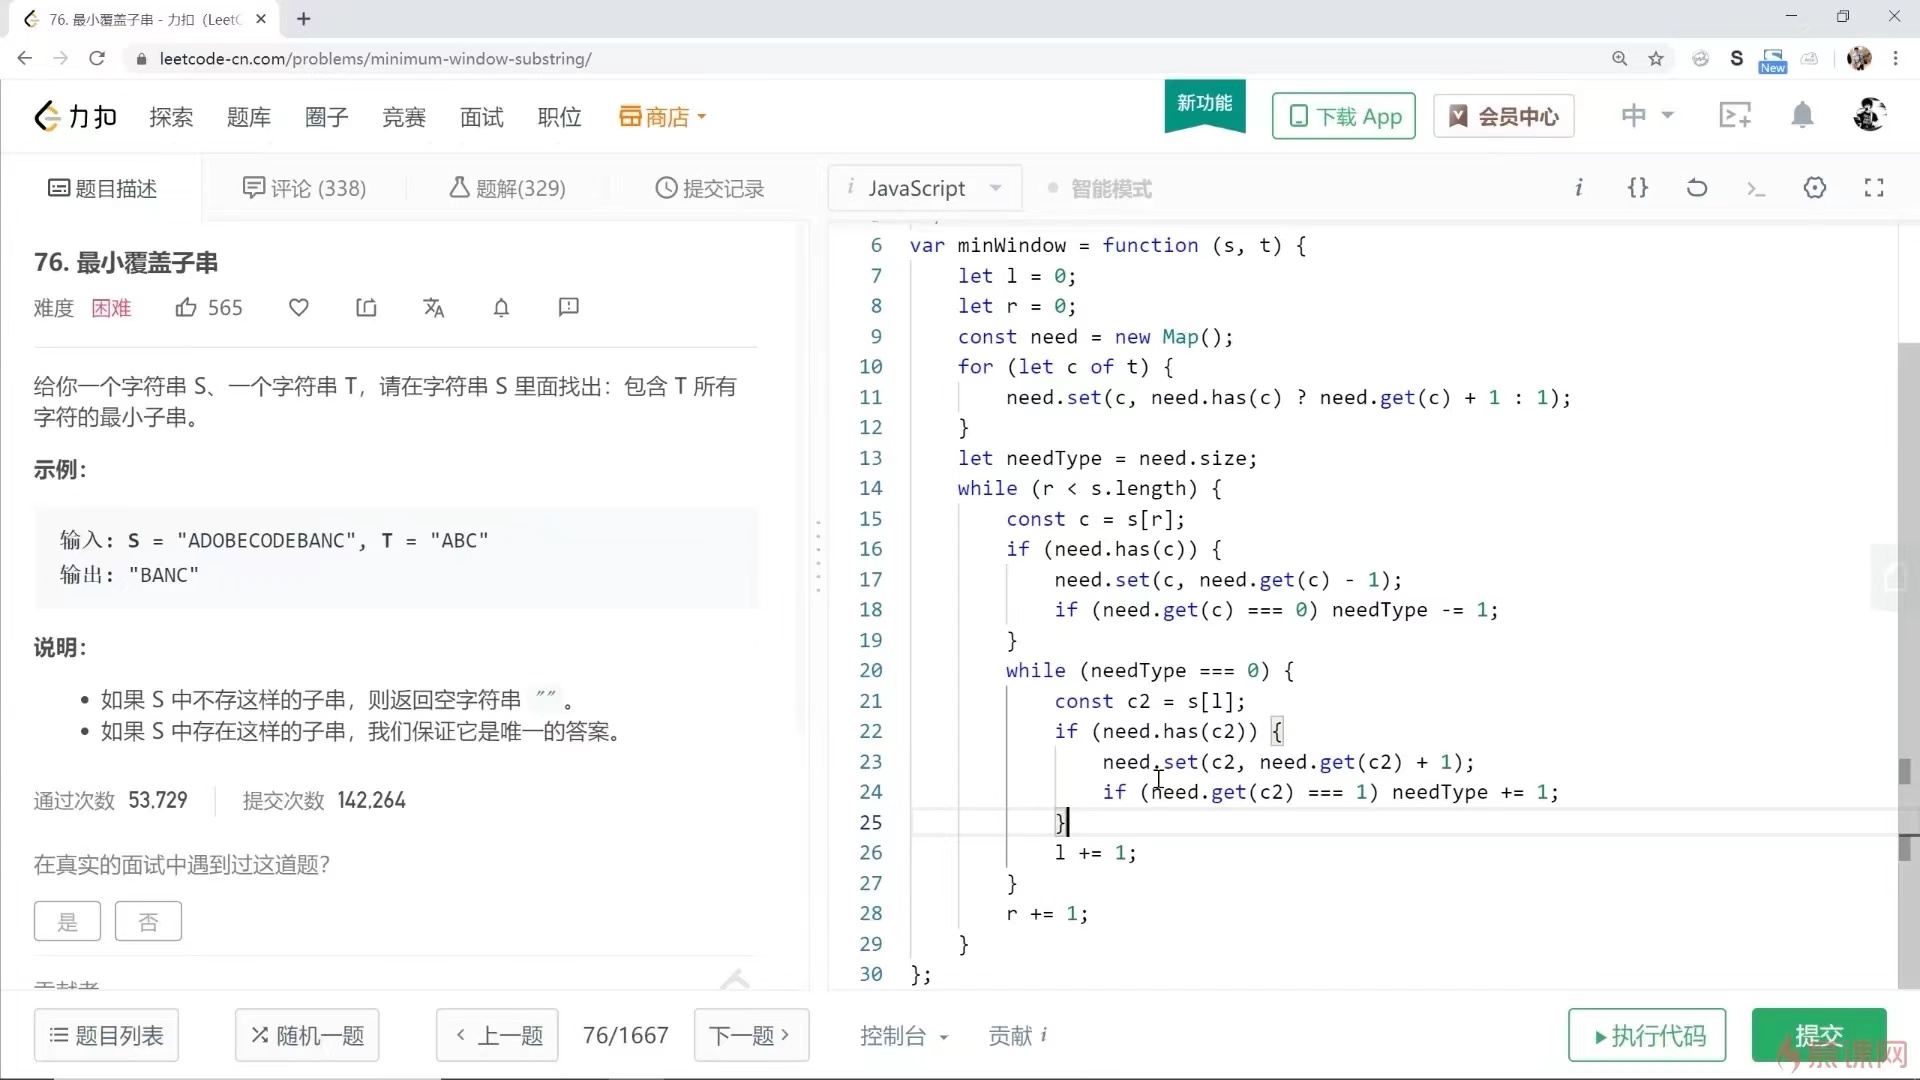 76. 最小覆盖子串 - 力扣 (LeetC
leetcode-cn.com/problems/minimum-window-substring/
S
New
力扣 探索 题库 圈子 竞赛 面试 职位 商店 新功能 下载 App 会员中心 中
题目描述 评论 (338) 题解(329) 提交记录
i JavaScript 智能模式 i {}
76. 最小覆盖子串
难度 困难 565
给你一个字符串 S、一个字符串 T，请在字符串 S 里面找出：包含 T 所有
字符的最小子串。
示例：
输入: S = "ADOBECODEBANC", T = "ABC"
输出: "BANC"
说明：
• 如果 S 中不存这样的子串，则返回空字符串 ""。
• 如果 S 中存在这样的子串，我们保证它是唯一的答案。
通过次数 53,729 提交次数 142,264
在真实的面试中遇到过这道题?
是 否
6 var minWindow = function (s, t) {
7 let l = 0;
8 let r = 0;
9 const need = new Map();
10 for (let c of t) {
11 need.set(c, need.has(c) ? need.get(c) + 1 : 1);
12 }
13 let needType = need.size;
14 while (r < s.length) {
15 const c = s[r];
16 if (need.has(c)) {
17 need.set(c, need.get(c) - 1);
18 if (need.get(c) === 0) needType -= 1;
19 }
20 while (needType === 0) {
21 const c2 = s[l];
22 if (need.has(c2)) {
23 need.set(c2, need.get(c2) + 1);
24 if (need.get(c2) === 1) needType += 1;
25 }
26 l += 1;
27 }
28 r += 1;
29 }
30 };
题目列表 随机一题 上一题 76/1667 下一题 控制台 贡献 i 执行代码 提交
慕课网